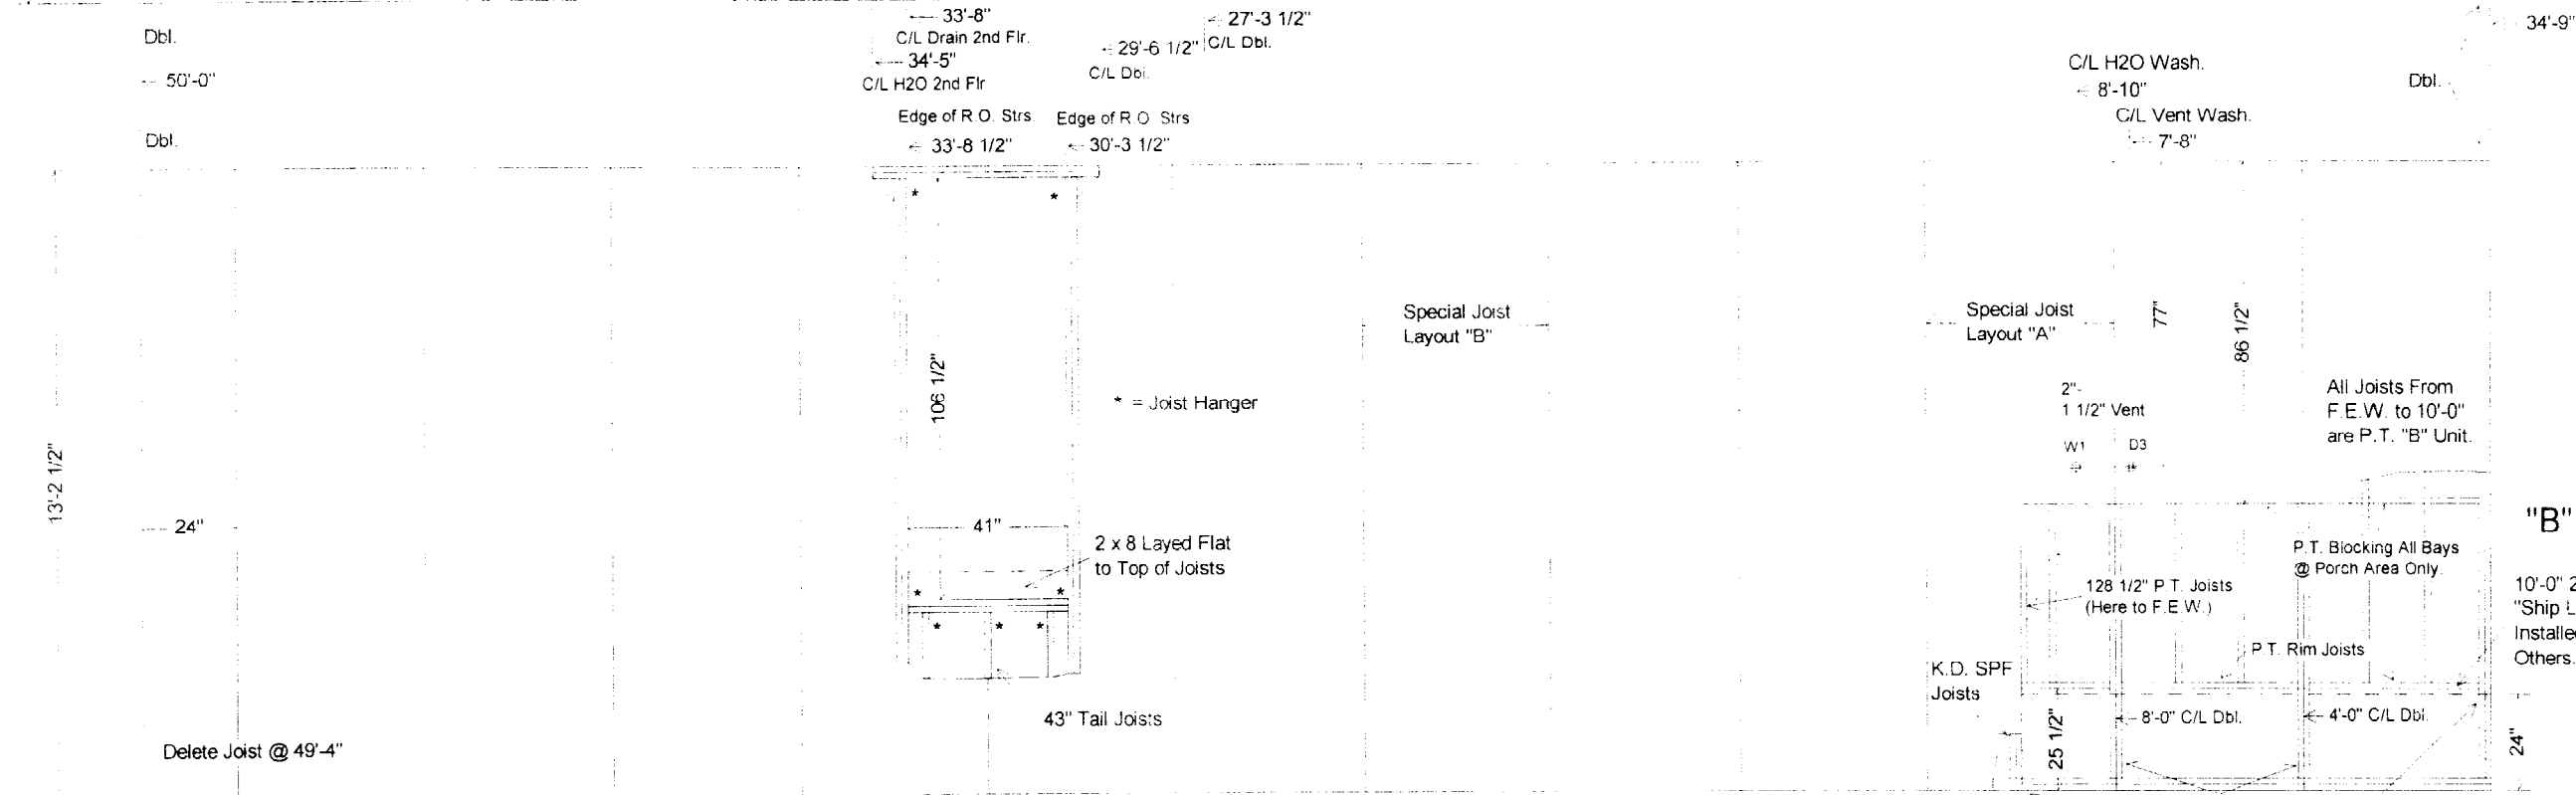 Dbl.
50'-0"
Dbl.
33'-8"
C/L Drain 2nd Flr.
34'-5"
C/L H2O 2nd Flr
27'-3 1/2"
C/L Dbl.
29'-6 1/2"
C/L Dbl.
Edge of R.O. Strs.
33'-8 1/2"
Edge of R.O Strs
30'-3 1/2"
C/L H2O Wash.
8'-10"
C/L Vent Wash.
7'-8"
34'-9"
Dbl.
13'-2 1/2"
24"
Delete Joist @ 49'-4"
*
*
106 1/2"
* = Joist Hanger
41"
2 x 8 Layed Flat
to Top of Joists
*
*
*
*
*
43" Tail Joists
Special Joist
Layout "B"
Special Joist
Layout "A"
77"
86 1/2"
2"-
1 1/2" Vent
W1
D3
All Joists From
F.E.W. to 10'-0"
are P.T. "B" Unit.
P.T. Blocking All Bays
@ Porch Area Only.
128 1/2" P.T. Joists
(Here to F.E.W.)
P.T. Rim Joists
K.D. SPF
Joists
25 1/2"
8'-0" C/L Dbl.
4'-0" C/L Dbl.
24"
"B"
10'-0" 2
"Ship L
Installe
Others.